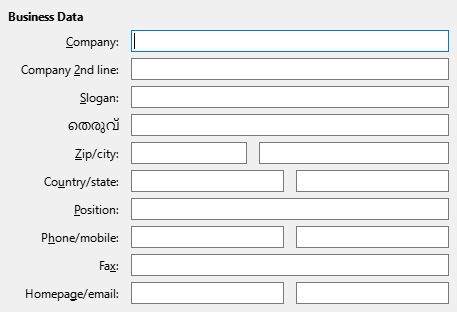 Business Data
Company:
Company 2nd line:
Slogan:
തെരുവ്
Zip/city:
Country/state:
Position:
Phone/mobile:
Fax:
Homepage/email: